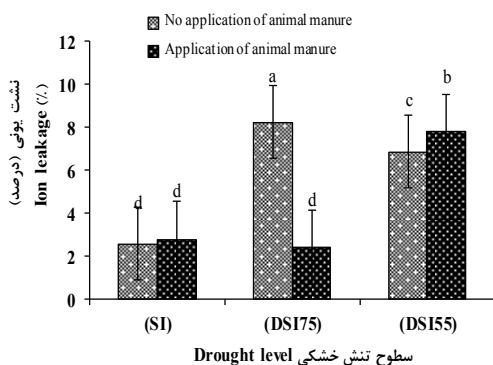 No application of animal manure
Application of animal manure
نشت یونی (درصد)
Ion leakage (٪)
12
10
8
6
4
2
0
d
d
a
d
c
b
(SI)
(DSI75)
(DSI55)
Drought level سطوح تنش خشکی